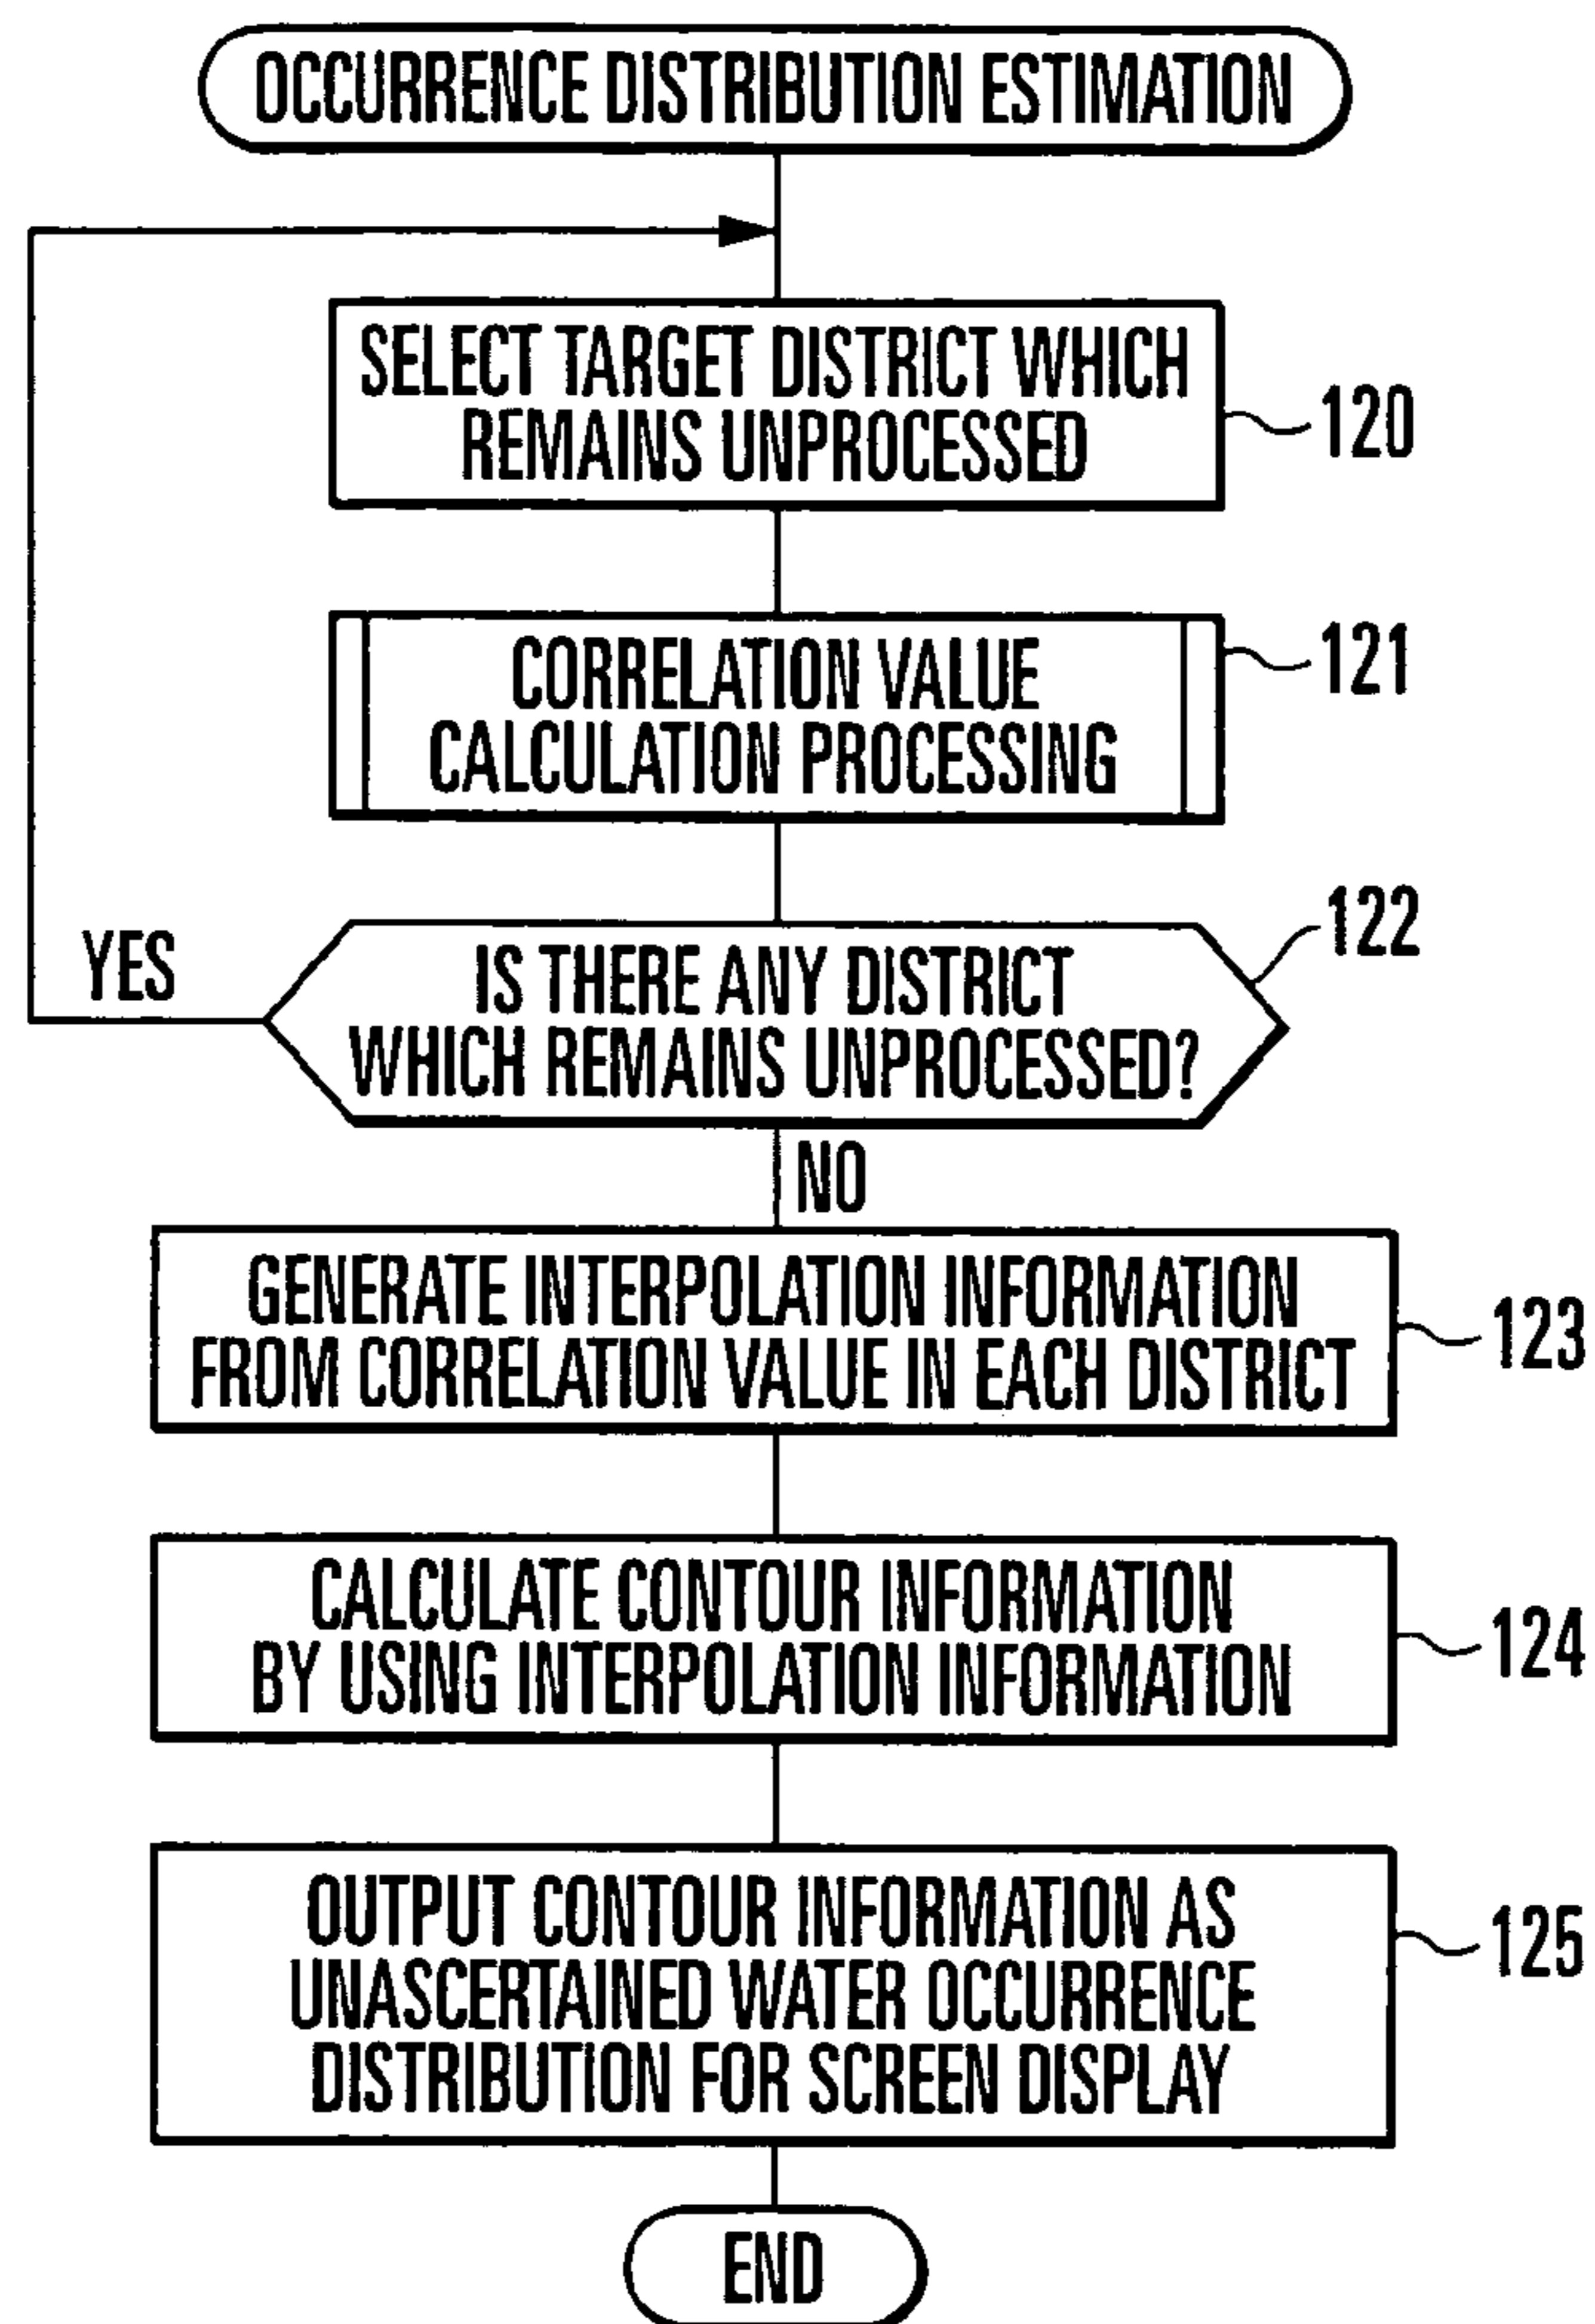 OCCURRENCE DISTRIBUTION ESTIMATION
SELECT TARGET DISTRICT WHICH
REMAINS UNPROCESSED
120
CORRELATION VALUE
CALCULATION PROCESSING
121
122
YES
IS THERE ANY DISTRICT
WHICH REMAINS UNPROCESSED?
NO
GENERATE INTERPOLATION INFORMATION
FROM CORRELATION VALUE IN EACH DISTRICT
123
CALCULATE CONTOUR INFORMATION
BY USING INTERPOLATION INFORMATION
124
OUTPUT CONTOUR INFORMATION AS
UNASCERTAINED WATER OCCURRENCE
DISTRIBUTION FOR SCREEN DISPLAY
125
END